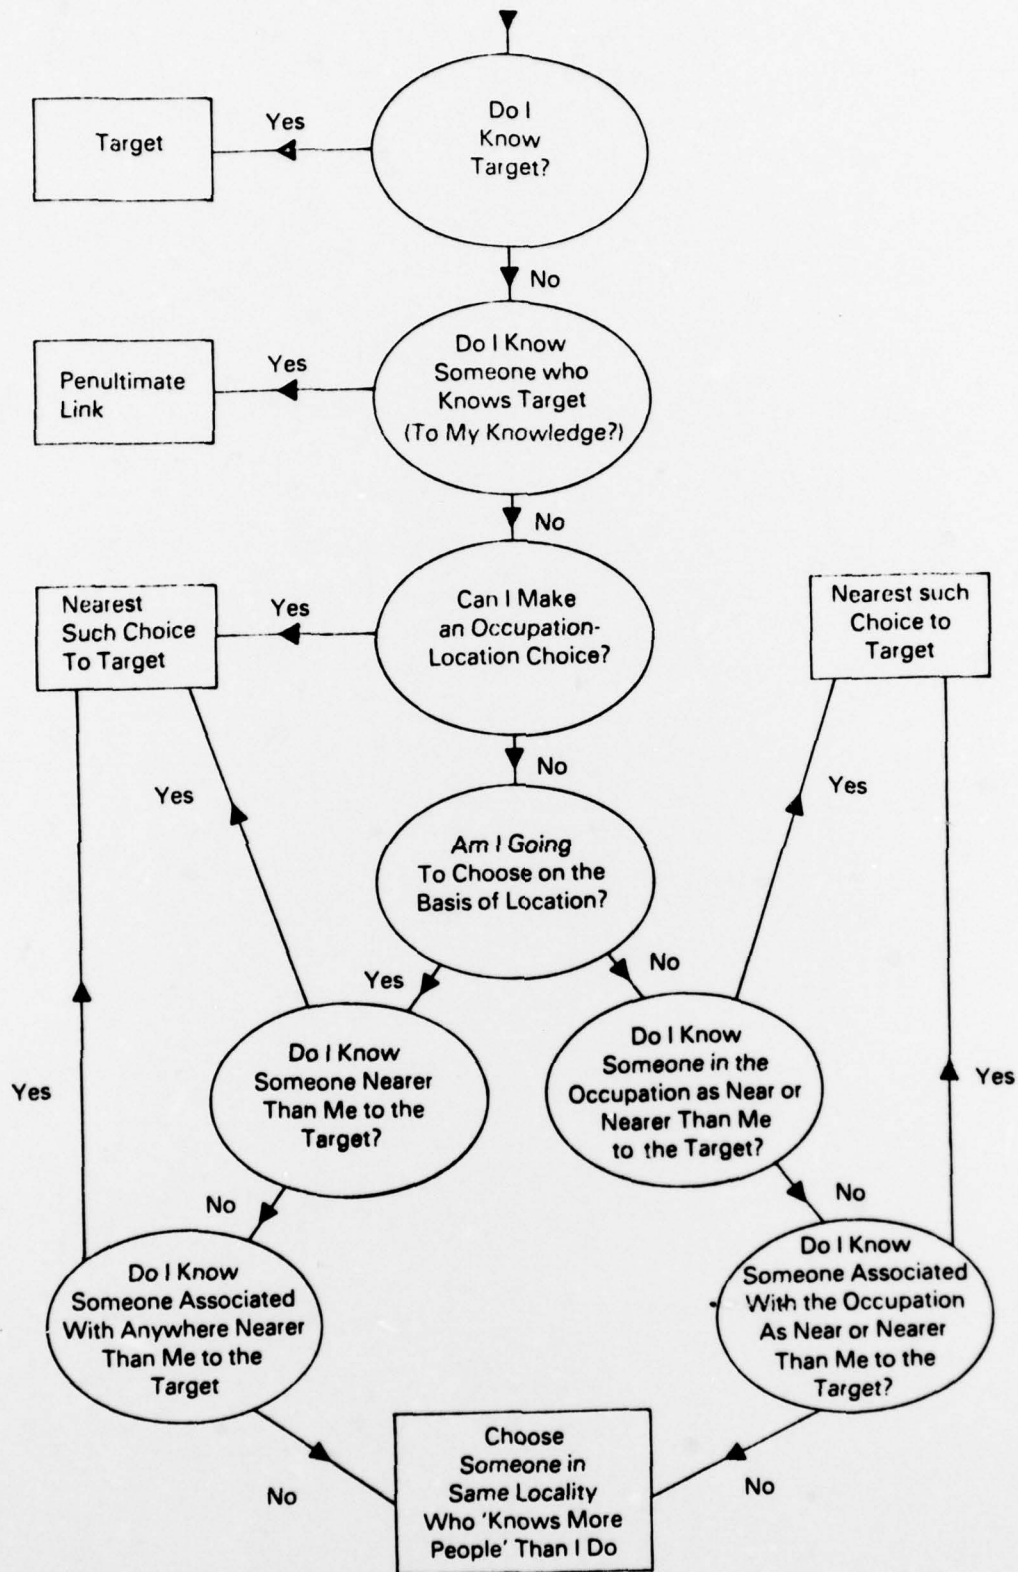 Do I
Know
Target?
Yes
Target
No
Do I Know
Someone who
Knows Target
(To My Knowledge?)
Yes
Penultimate
Link
No
Can I Make
an Occupation-
Location Choice?
Yes
Nearest
Such Choice
To Target
Nearest such
Choice to
Target
No
Yes
Yes
Am I Going
To Choose on the
Basis of Location?
Yes
No
Do I Know
Someone Nearer
Than Me to the
Target?
Do I Know
Someone in the
Occupation as Near or
Nearer Than Me
to the Target?
Yes
Yes
No
No
Do I Know
Someone Associated
With Anywhere Nearer
Than Me to the
Target
Do I Know
Someone Associated
With the Occupation
As Near or Nearer
Than Me to the
Target?
No
No
Choose
Someone in
Same Locality
Who 'Knows More
People' Than I Do